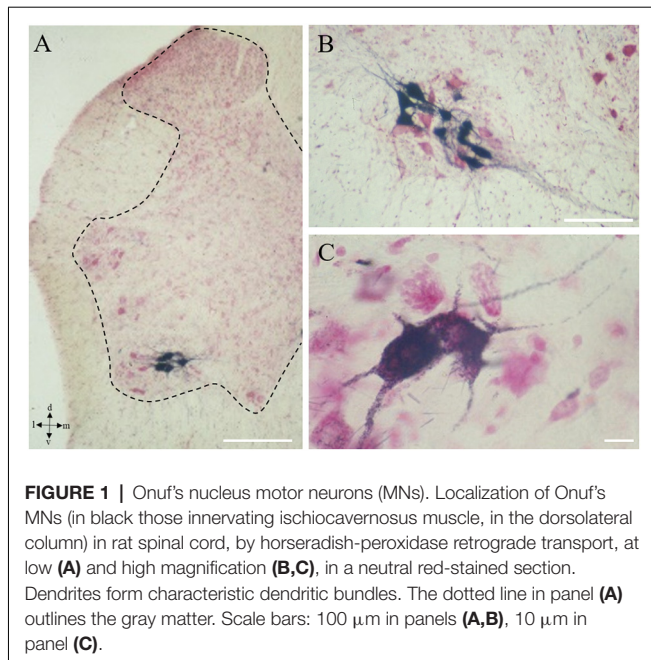 A
B
C
d
l m
v
FIGURE 1 | Onuf's nucleus motor neurons (MNs). Localization of Onuf's
MNs (in black those innervating ischiocavernosus muscle, in the dorsolateral
column) in rat spinal cord, by horseradish-peroxidase retrograde transport, at
low (A) and high magnification (B,C), in a neutral red-stained section.
Dendrites form characteristic dendritic bundles. The dotted line in panel (A)
outlines the gray matter. Scale bars: 100 μm in panels (A,B), 10 μm in
panel (C).